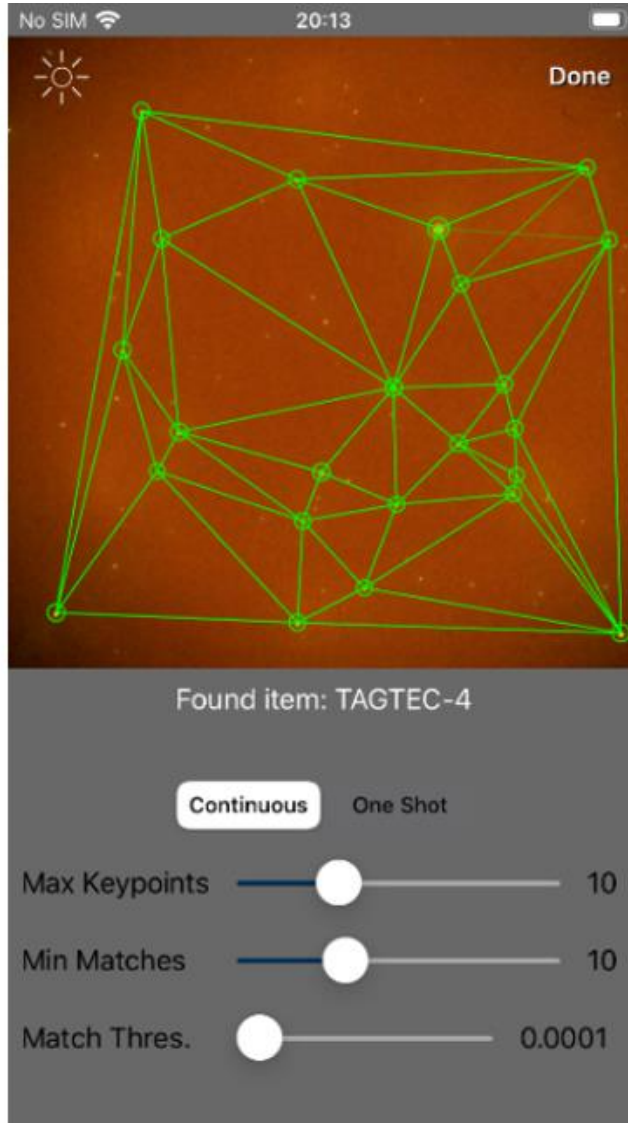 No SIM 20:13
Done
Found item: TAGTEC-4
Continuous One Shot
Max Keypoints 10
Min Matches 10
Match Thres. 0.0001